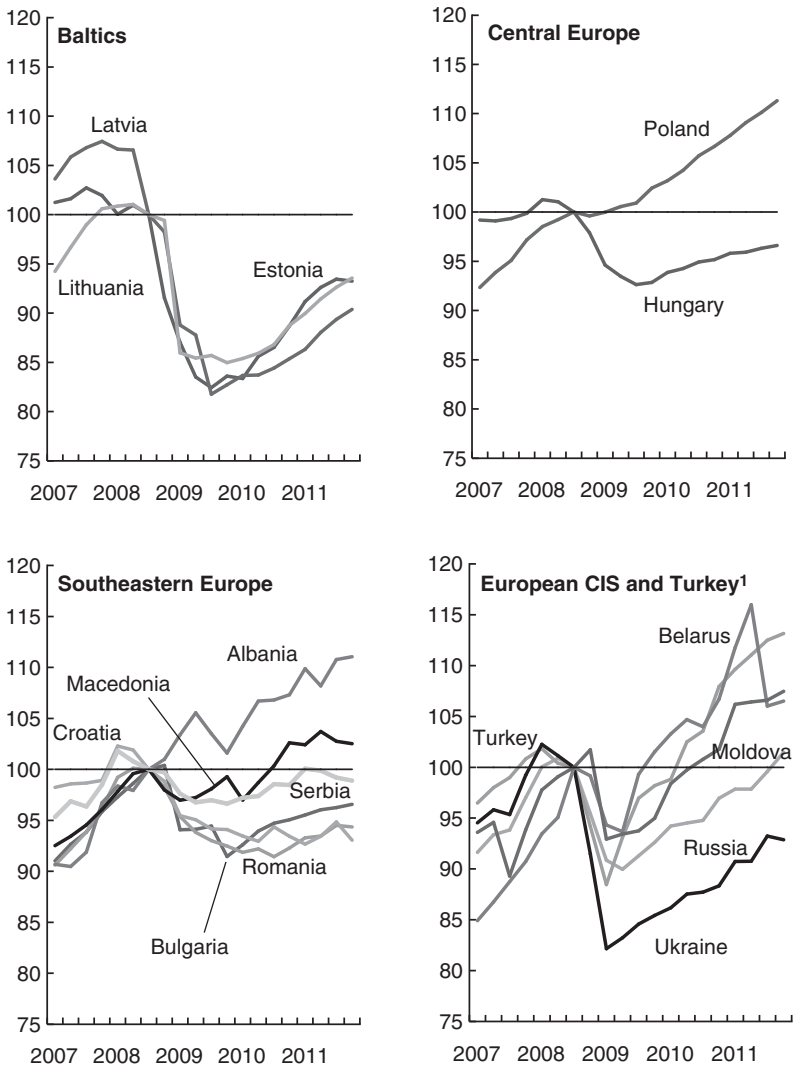 Baltics
120
115
110
105
100
95
90
85
80
75
Latvia
Lithuania
Estonia
2007 2008 2009 2010 2011
Central Europe
120
115
110
105
100
95
90
85
80
75
Poland
Hungary
2007 2008 2009 2010 2011
Southeastern Europe
120
115
110
105
100
95
90
85
80
75
Albania
Macedonia
Croatia
Serbia
Romania
Bulgaria
2007 2008 2009 2010 2011
European CIS and Turkey¹
120
115
110
105
100
95
90
85
80
75
Belarus
Turkey
Moldova
Russia
Ukraine
2007 2008 2009 2010 2011